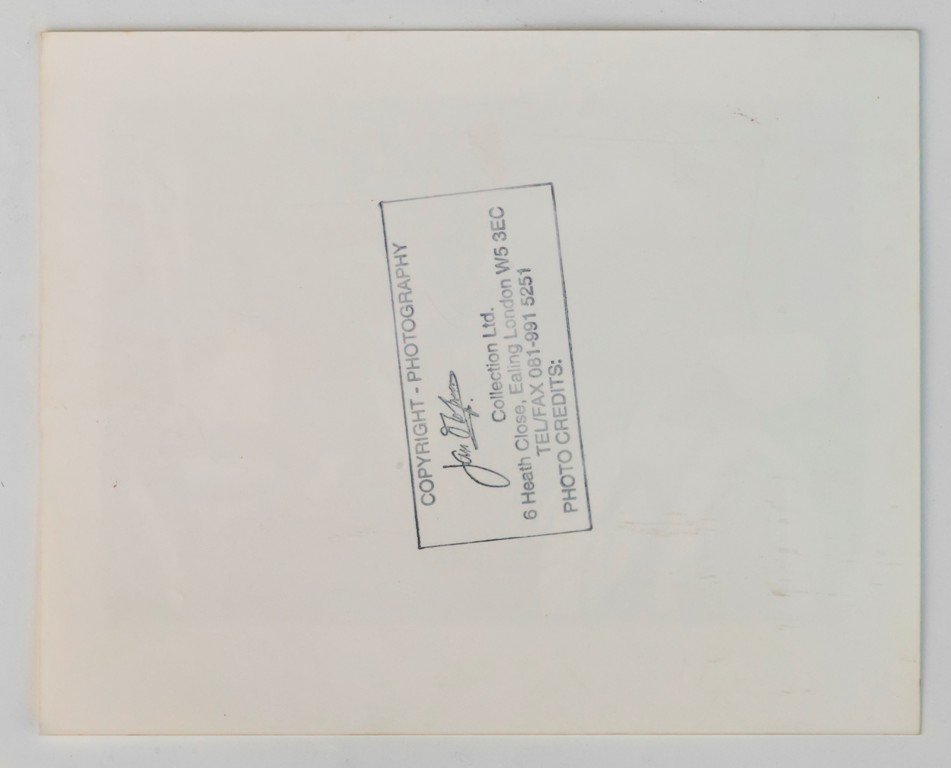 COPYRIGHT - PHOTOGRAPHY
Collection Ltd.
6 Heath Close, Ealing London W5 3EC
TEL/FAX 081-991 5251
PHOTO CREDITS: